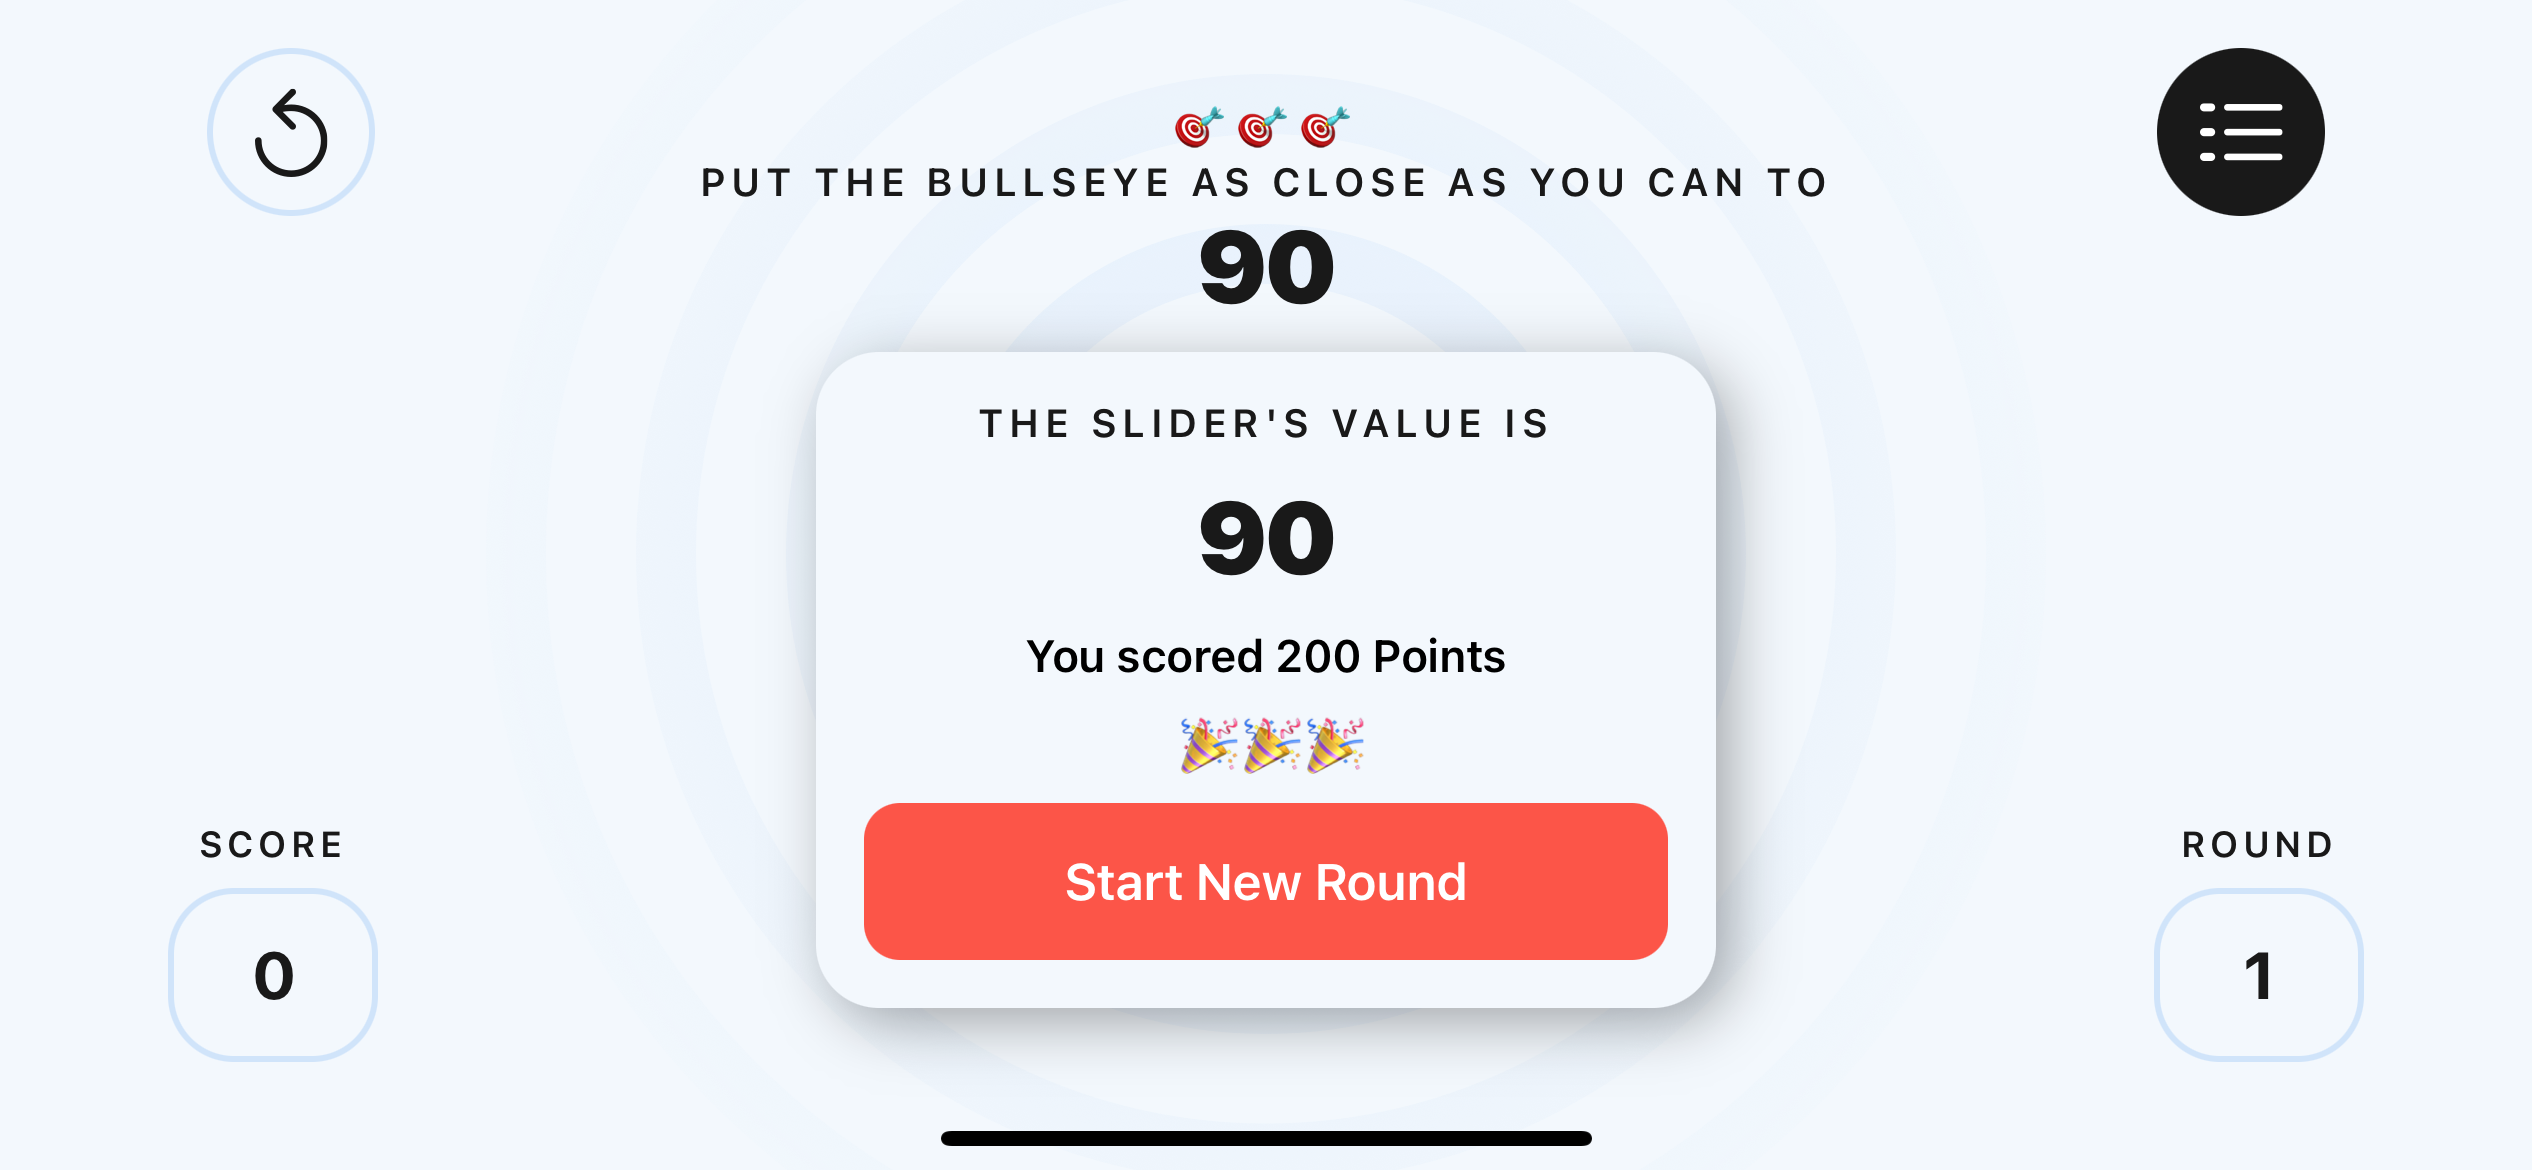 🎯🎯🎯
PUT THE BULLSEYE AS CLOSE AS YOU CAN TO
90
THE SLIDER'S VALUE IS
90
You scored 200 Points
🎉🎉🎉
Start New Round
SCORE
0
ROUND
1